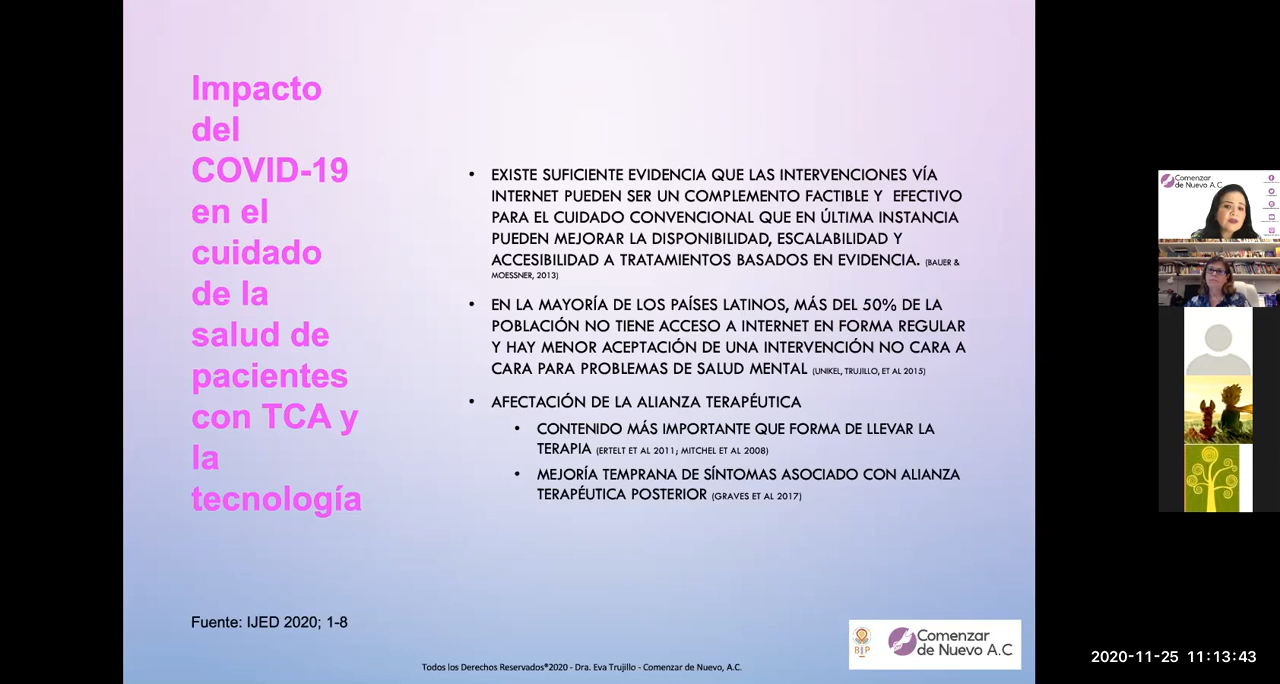 Impacto
del
COVID-19
en el
cuidado
de la
salud de
pacientes
con TCA y
la
tecnología
• EXISTE SUFICIENTE EVIDENCIA QUE LAS INTERVENCIONES VÍA
INTERNET PUEDEN SER UN COMPLEMENTO FACTIBLE Y EFECTIVO
PARA EL CUIDADO CONVENCIONAL QUE EN ÚLTIMA INSTANCIA
PUEDEN MEJORAR LA DISPONIBILIDAD, ESCALABILIDAD Y
ACCESIBILIDAD A TRATAMIENTOS BASADOS EN EVIDENCIA. (BAUER &
MOESSNER, 2013)
• EN LA MAYORÍA DE LOS PAÍSES LATINOS, MÁS DEL 50% DE LA
POBLACIÓN NO TIENE ACCESO A INTERNET EN FORMA REGULAR
Y HAY MENOR ACEPTACIÓN DE UNA INTERVENCIÓN NO CARA A
CARA PARA PROBLEMAS DE SALUD MENTAL (UNIKEL, TRUJILLO, ET AL 2015)
• AFECTACIÓN DE LA ALIANZA TERAPÉUTICA
• CONTENIDO MÁS IMPORTANTE QUE FORMA DE LLEVAR LA
TERAPIA (ERTELT ET AL 2011; MITCHEL ET AL 2008)
• MEJORÍA TEMPRANA DE SÍNTOMAS ASOCIADO CON ALIANZA
TERAPÉUTICA POSTERIOR (GRAVES ET AL 2017)
Fuente: IJED 2020; 1-8
BIP
Comenzar
de Nuevo A.C
Todos los Derechos Reservados®2020 - Dra. Eva Trujillo - Comenzar de Nuevo, A.C.
Comenzar
de Nuevo A.C
2020-11-25 11:13:43